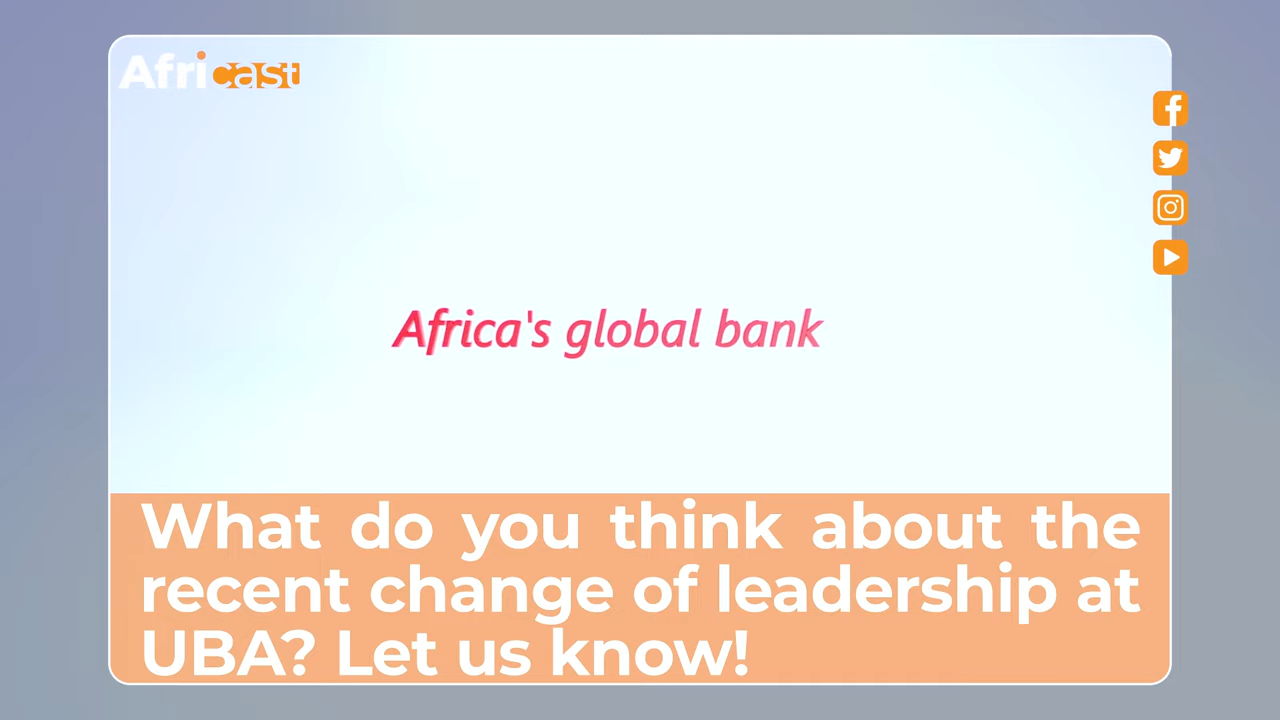 Africast
Africa's global bank
What do you think about the
recent change of leadership at
UBA? Let us know!